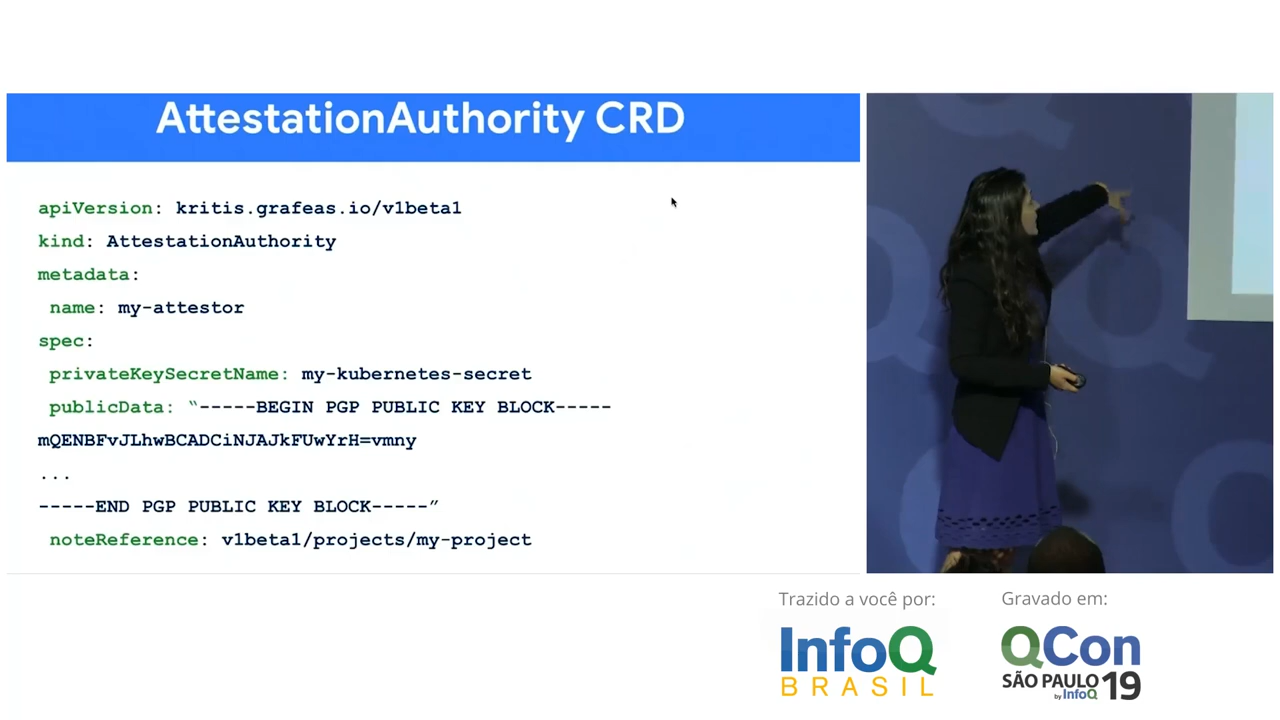 AttestationAuthority CRD
apiVersion: kritis.grafeas.io/v1beta1
kind: AttestationAuthority
metadata:
name: my-attestor
spec:
privateKeySecretName: my-kubernetes-secret
publicData: “-----BEGIN PGP PUBLIC KEY BLOCK-----
mQENBFvJLhwBCADCiNJAJkFUwYrH=vmny
...
-----END PGP PUBLIC KEY BLOCK-----”
noteReference: v1beta1/projects/my-project
Trazido a você por:
InfoQ
BRASIL
Gravado em:
QCon
SÃO PAULO 19
by InfoQ